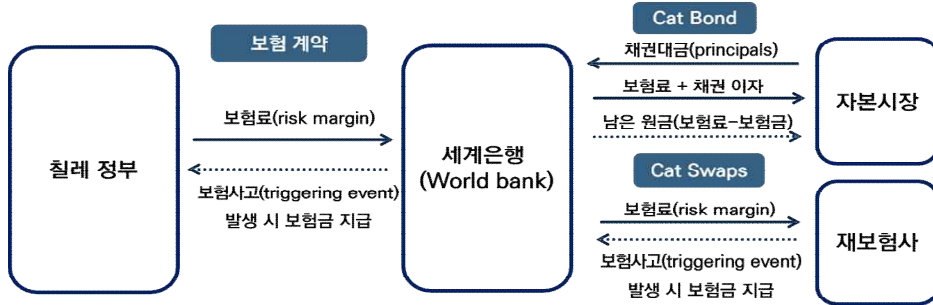 보험 계약
Cat Bond
채권대금(principals)
보험료 + 채권 이자
남은 원금(보험료-보험금)
보험료(risk margin)
보험사고(triggering event)
발생 시 보험금 지급
칠레 정부
세계은행
(World bank)
자본시장
Cat Swaps
보험료(risk margin)
보험사고(triggering event)
발생 시 보험금 지급
재보험사